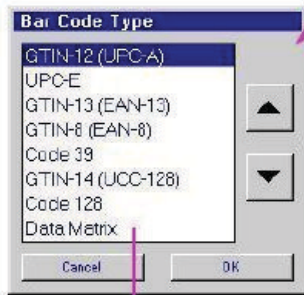 Bar Code Type
GTIN-12 (UPC-A)
UPC-E
GTIN-13 (EAN-13)
GTIN-8 (EAN-8)
Code 39
GTIN-14 (UCC-128)
Code 128
Data Matrix
Cancel OK